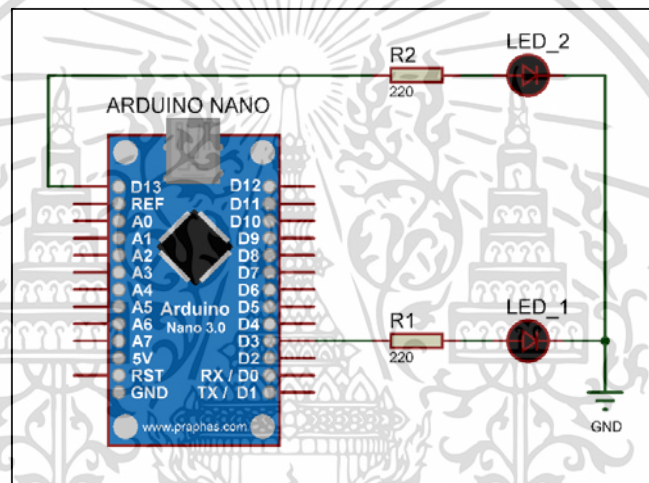 LED_2
R2
220
ARDUINO NANO
D13 D12
REF D11
A0 D10
A1 D9
A2 D8
A3 D7
A4 D6
A5 D5
A6 D4
A7 D3
5V D2
RST RX / D0
GND TX / D1
Arduino
Nano 3.0
www.praphas.com
LED_1
R1
220
GND